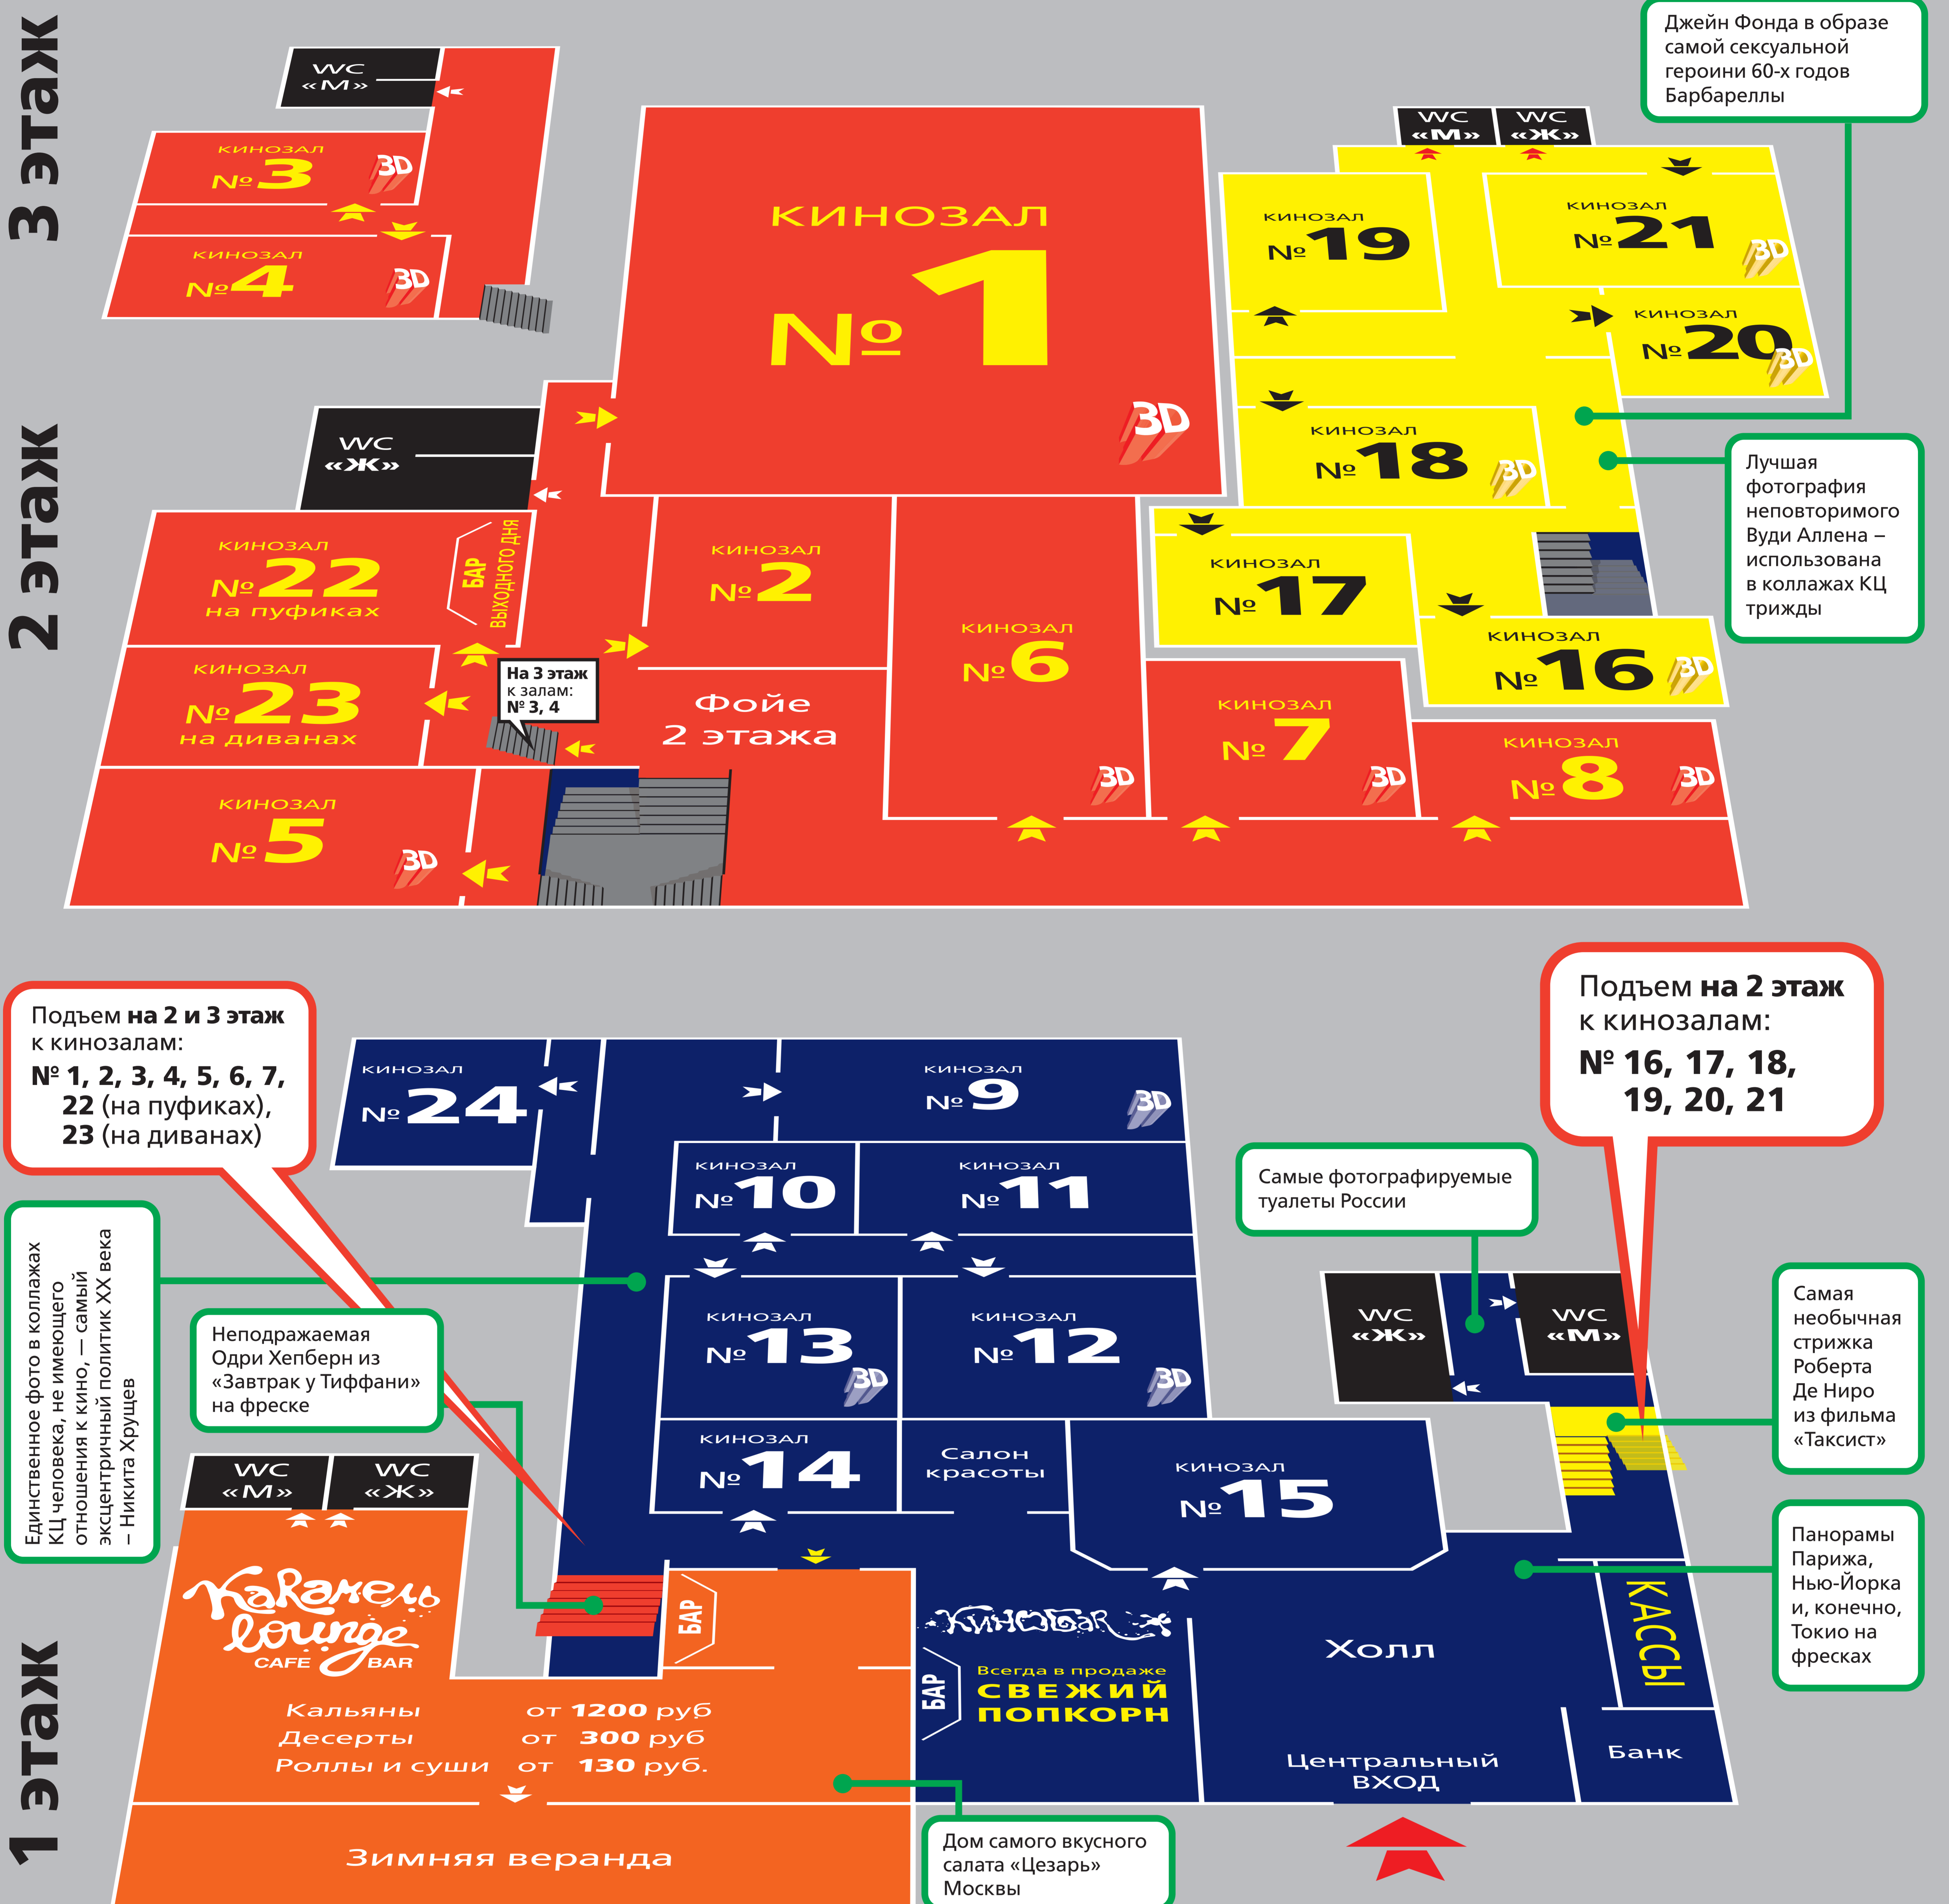 3 этаж
WC
«М»
КИНОЗАЛ
№3
3D
КИНОЗАЛ
№4
3D
2 этаж
КИНОЗАЛ
№1
3D
WC
«Ж»
КИНОЗАЛ
№22
на пуфиках
БАР
ВЫХОДНОГО ДНЯ
КИНОЗАЛ
№23
на диванах
На 3 этаж
к залам:
№ 3, 4
КИНОЗАЛ
№5
3D
КИНОЗАЛ
№2
Фойе
2 этажа
КИНОЗАЛ
№6
3D
КИНОЗАЛ
№7
3D
КИНОЗАЛ
№8
3D
WC
«М»
WC
«Ж»
КИНОЗАЛ
№19
КИНОЗАЛ
№21
3D
КИНОЗАЛ
№20
3D
КИНОЗАЛ
№18
3D
КИНОЗАЛ
№17
КИНОЗАЛ
№16
3D
Джейн Фонда в образе
самой сексуальной
героини 60-х годов
Барбареллы
Лучшая
фотография
неповторимого
Вуди Аллена –
использована
в коллажах КЦ
трижды
1 этаж
Подъем на 2 и 3 этаж
к кинозалам:
№ 1, 2, 3, 4, 5, 6, 7,
22 (на пуфиках),
23 (на диванах)
Подъем на 2 этаж
к кинозалам:
№ 16, 17, 18,
19, 20, 21
Единственное фото в коллажах
КЦ человека, не имеющего
отношения к кино, — самый
эксцентричный политик XX века
– Никита Хрущев
Неподражаемая
Одри Хепберн из
«Завтрак у Тиффани»
на фреске
КИНОЗАЛ
№24
КИНОЗАЛ
№9
3D
КИНОЗАЛ
№10
КИНОЗАЛ
№11
КИНОЗАЛ
№13
3D
КИНОЗАЛ
№12
3D
КИНОЗАЛ
№14
Салон
красоты
КИНОЗАЛ
№15
Самые фотографируемые
туалеты России
WC
«Ж»
WC
«М»
Самая
необычная
стрижка
Роберта
Де Ниро
из фильма
«Таксист»
Панорамы
Парижа,
Нью-Йорка
и, конечно,
Токио на
фресках
WC
«М»
WC
«Ж»
Карамель
lounge
CAFE BAR
Кальяны от 1200 руб
Десерты от 300 руб
Роллы и суши от 130 руб.
Зимняя веранда
БАР
КИНОБАР
БАР
Всегда в продаже
СВЕЖИЙ
ПОПКОРН
Холл
КАССЫ
Банк
Центральный
ВХОД
Дом самого вкусного
салата «Цезарь»
Москвы